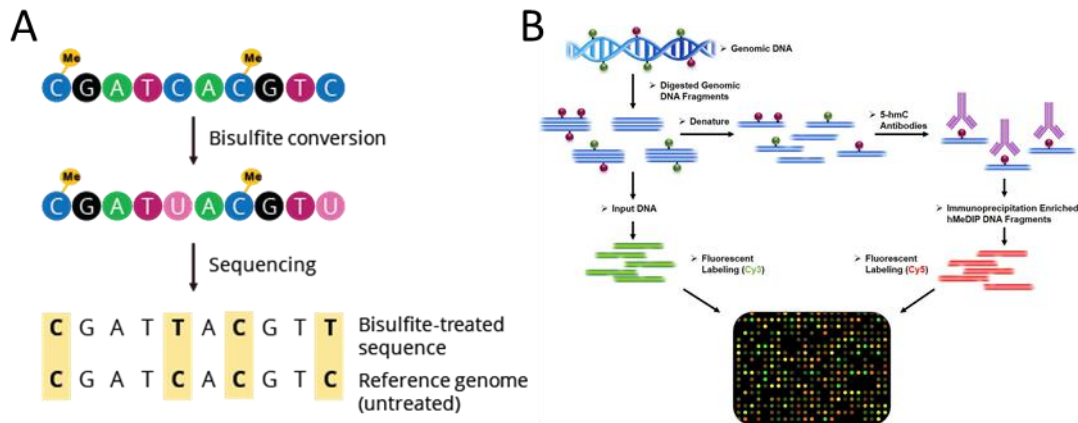 A
Me Me
C G A T C A C G T C
Bisulfite conversion
Me Me
C G A T U A C G T U
Sequencing
C G A T T A C G T T
Bisulfite-treated
sequence
C G A T C A C G T C
Reference genome
(untreated)
B
➢ Genomic DNA
➢ Digested Genomic
DNA Fragments
➢ Denature
➢ 5-hmC
Antibodies
➢ Input DNA
➢ Immunoprecipitation Enriched
hMeDIP DNA Fragments
➢ Fluorescent
Labeling (Cy3)
➢ Fluorescent
Labeling (Cy5)